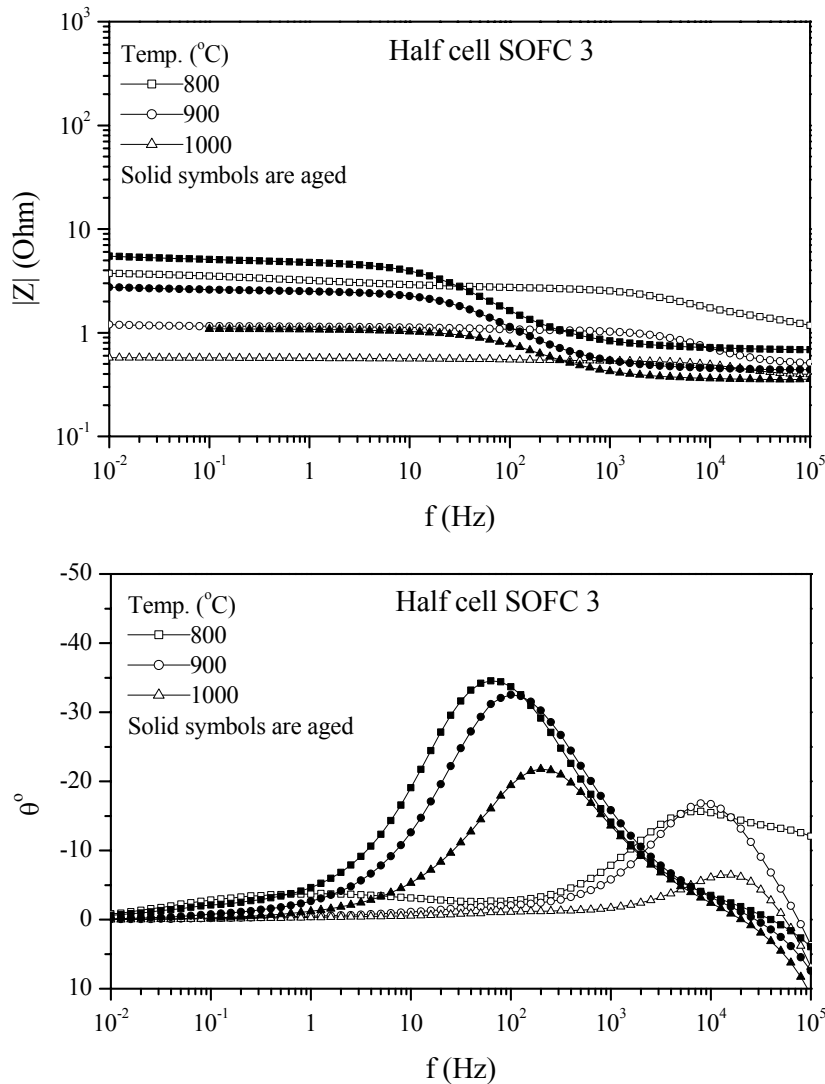 Half cell SOFC 3
Temp. (°C)
800
900
1000
Solid symbols are aged
|Z| (Ohm)
10³
10²
10
1
10⁻¹
10⁻² 10⁻¹ 1 10 10² 10³ 10⁴ 10⁵
f (Hz)
Half cell SOFC 3
Temp. (°C)
800
900
1000
Solid symbols are aged
θ°
-50
-40
-30
-20
-10
0
10
10⁻² 10⁻¹ 1 10 10² 10³ 10⁴ 10⁵
f (Hz)